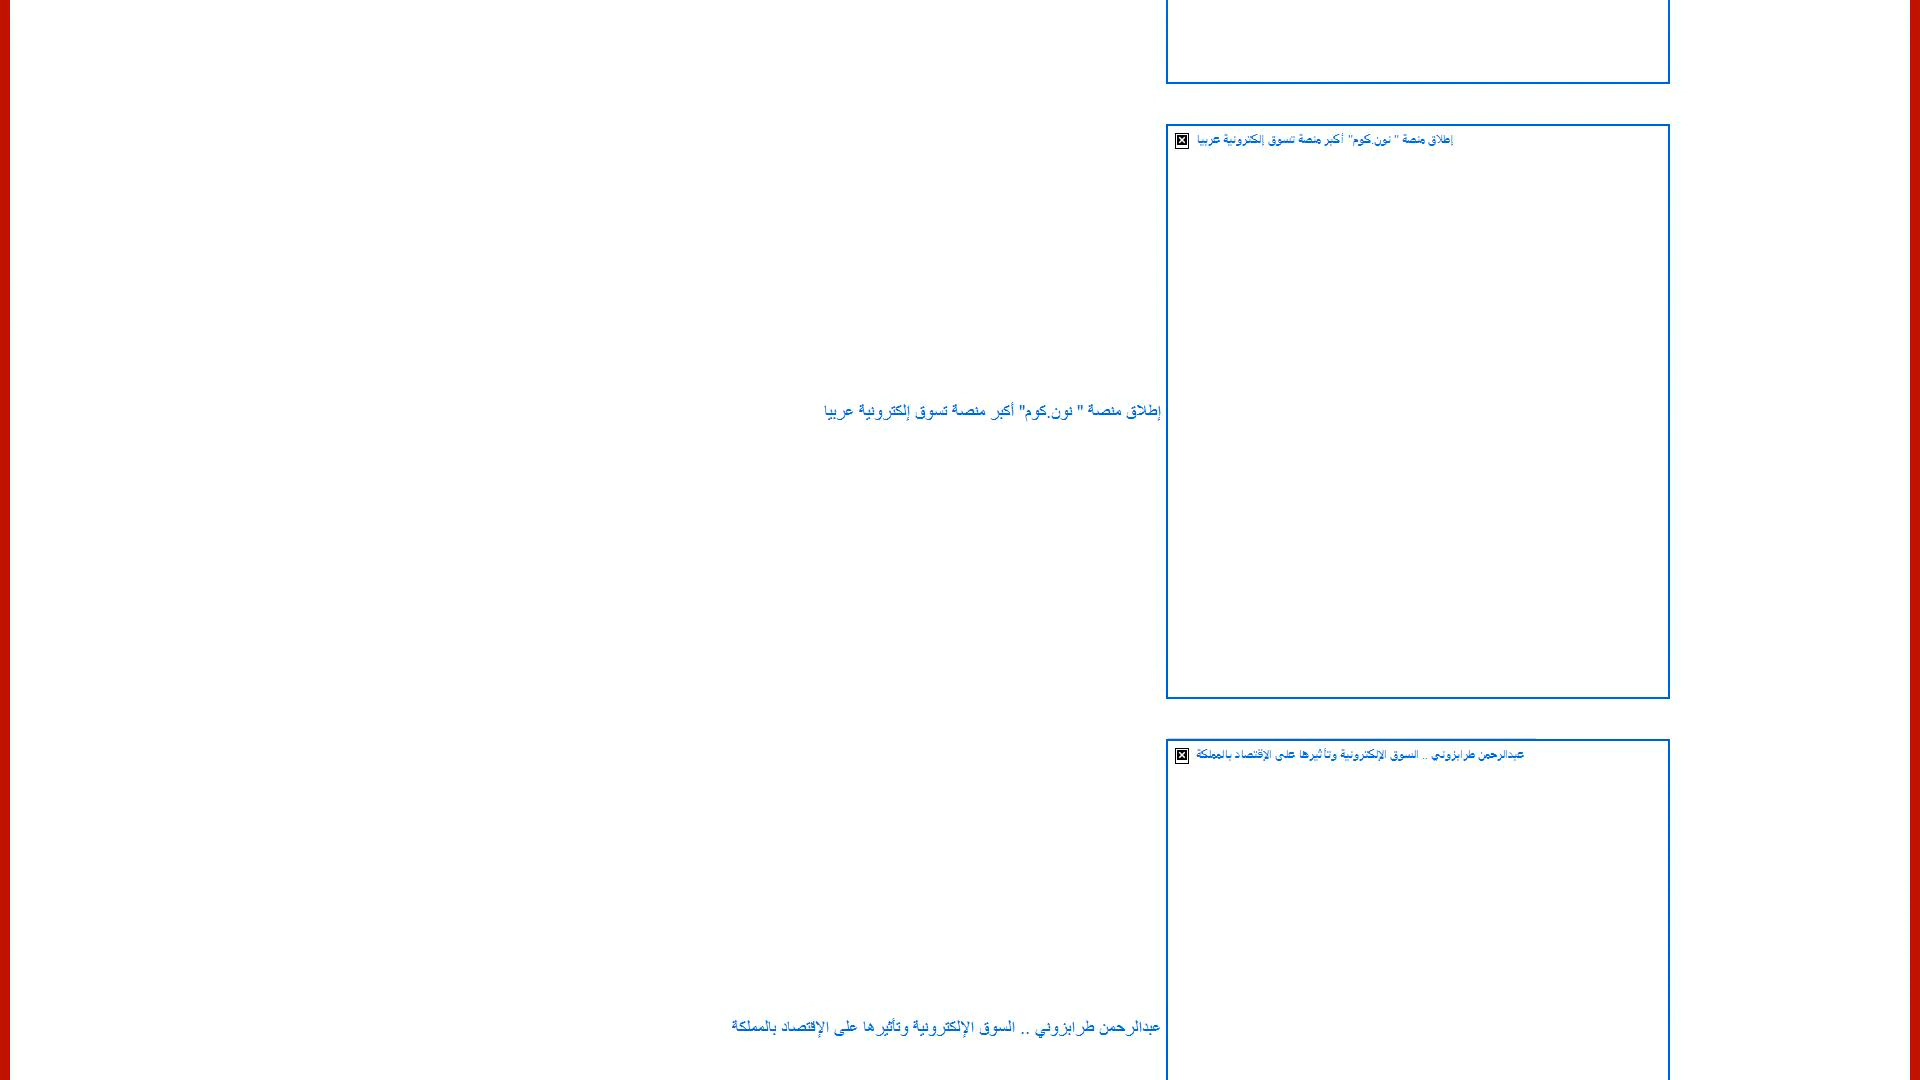 إطلاق منصة " نون.كوم" أكبر منصة تسوق إلكترونية عربيا
إطلاق منصة " نون.كوم" أكبر منصة تسوق إلكترونية عربيا
عبدالرحمن طرابزوني .. السوق الإلكترونية وتأثيرها على الإقتصاد بالمملكة
عبدالرحمن طرابزوني .. السوق الإلكترونية وتأثيرها على الإقتصاد بالمملكة